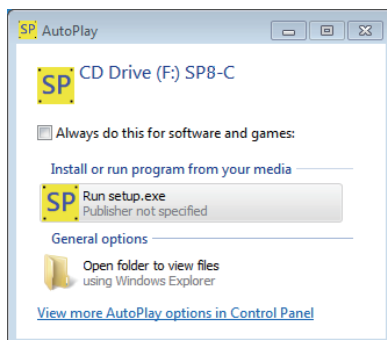 SP AutoPlay
SP CD Drive (F:) SP8-C
Always do this for software and games:
Install or run program from your media
SP Run setup.exe
Publisher not specified
General options
Open folder to view files
using Windows Explorer
View more AutoPlay options in Control Panel